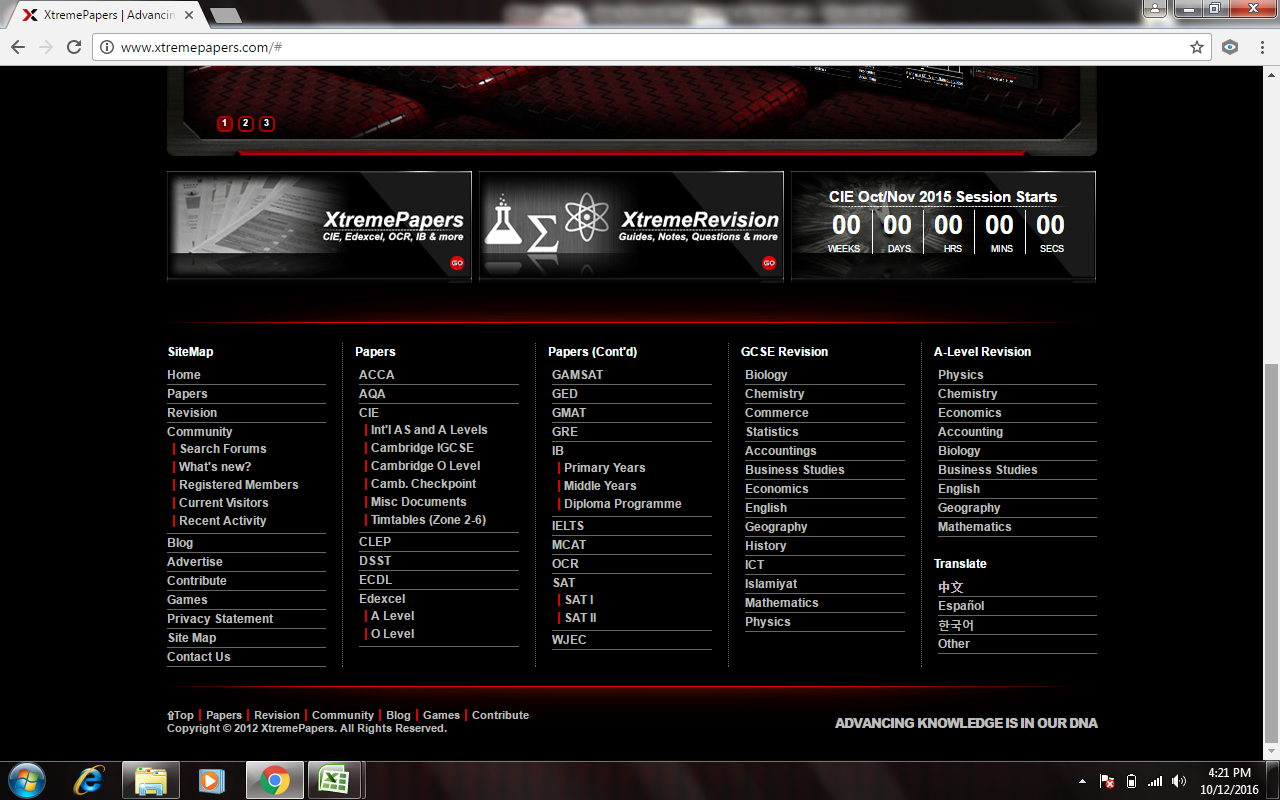 XtremePapers | Advancin
www.xtremepapers.com/#
1 2 3
XtremePapers
CIE, Edexcel, OCR, IB & more
GO
XtremeRevision
Guides, Notes, Questions & more
GO
CIE Oct/Nov 2015 Session Starts
00 00 00 00 00
WEEKS DAYS HRS MINS SECS
SiteMap
Home
Papers
Revision
Community
Search Forums
What's new?
Registered Members
Current Visitors
Recent Activity
Blog
Advertise
Contribute
Games
Privacy Statement
Site Map
Contact Us
Papers
ACCA
AQA
CIE
Int'l AS and A Levels
Cambridge IGCSE
Cambridge O Level
Camb. Checkpoint
Misc Documents
Timtables (Zone 2-6)
CLEP
DSST
ECDL
Edexcel
A Level
O Level
Papers (Cont'd)
GAMSAT
GED
GMAT
GRE
IB
Primary Years
Middle Years
Diploma Programme
IELTS
MCAT
OCR
SAT
SAT I
SAT II
WJEC
GCSE Revision
Biology
Chemistry
Commerce
Statistics
Accountings
Business Studies
Economics
English
Geography
History
ICT
Islamiyat
Mathematics
Physics
A-Level Revision
Physics
Chemistry
Economics
Accounting
Biology
Business Studies
English
Geography
Mathematics
Translate
中文
Español
한국어
Other
⇧Top | Papers | Revision | Community | Blog | Games | Contribute
Copyright © 2012 XtremePapers. All Rights Reserved.
ADVANCING KNOWLEDGE IS IN OUR DNA
4:21 PM
10/12/2016